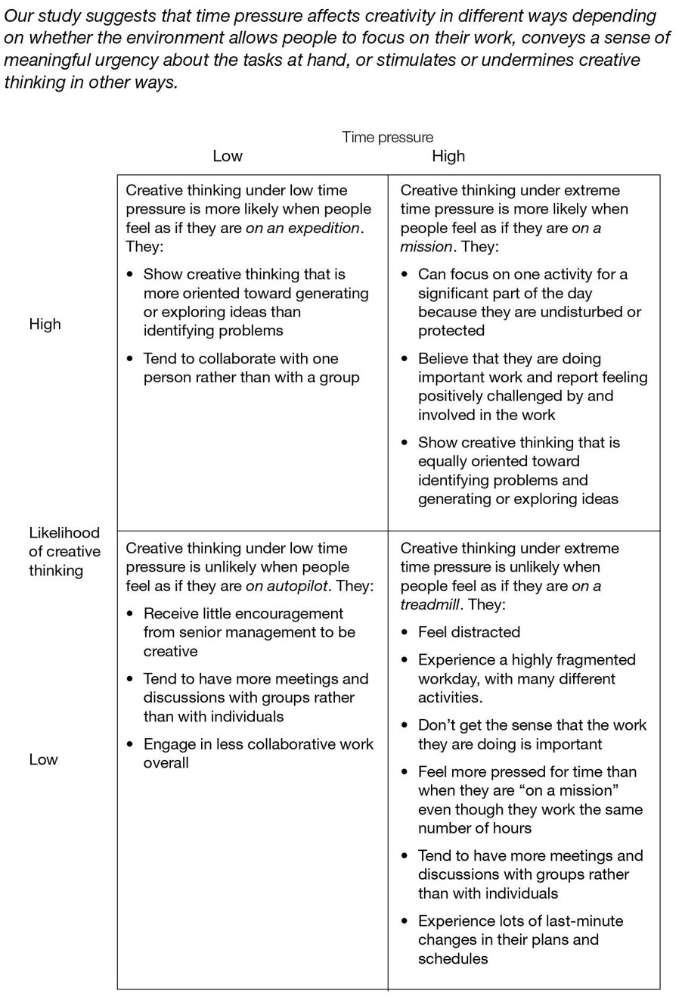 Our study suggests that time pressure affects creativity in different ways depending
on whether the environment allows people to focus on their work, conveys a sense of
meaningful urgency about the tasks at hand, or stimulates or undermines creative
thinking in other ways.
Time pressure
Low
High
High
Creative thinking under low time
pressure is more likely when people
feel as if they are on an expedition.
They:
• Show creative thinking that is
more oriented toward generating
or exploring ideas than
identifying problems
• Tend to collaborate with one
person rather than with a group
Creative thinking under extreme
time pressure is more likely when
people feel as if they are on a
mission. They:
• Can focus on one activity for a
significant part of the day
because they are undisturbed or
protected
• Believe that they are doing
important work and report feeling
positively challenged by and
involved in the work
• Show creative thinking that is
equally oriented toward
identifying problems and
generating or exploring ideas
Likelihood
of creative
thinking
Low
Creative thinking under low time
pressure is unlikely when people
feel as if they are on autopilot. They:
• Receive little encouragement
from senior management to be
creative
• Tend to have more meetings and
discussions with groups rather
than with individuals
• Engage in less collaborative work
overall
Creative thinking under extreme
time pressure is unlikely when
people feel as if they are on a
treadmill. They:
• Feel distracted
• Experience a highly fragmented
workday, with many different
activities.
• Don’t get the sense that the work
they are doing is important
• Feel more pressed for time than
when they are “on a mission”
even though they work the same
number of hours
• Tend to have more meetings and
discussions with groups rather
than with individuals
• Experience lots of last-minute
changes in their plans and
schedules